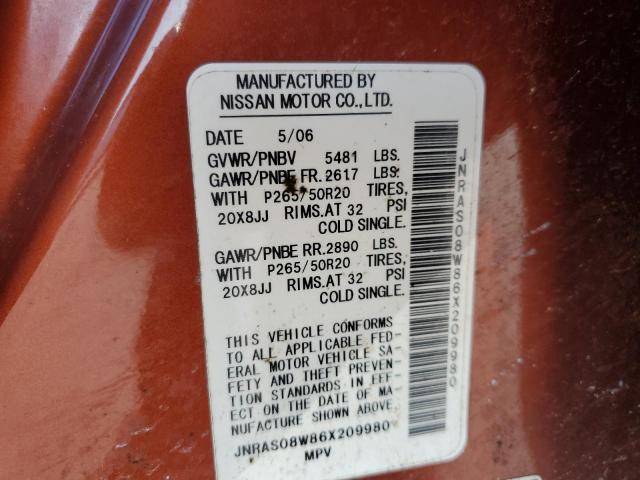 MANUFACTURED BY
NISSAN MOTOR CO., LTD.
DATE 5/06
GVWR/PNBV 5481 LBS.
GAWR/PNBE FR. 2617 LBS.
WITH P265/50R20 TIRES,
20X8JJ RIMS. AT 32 PSI
COLD SINGLE.
GAWR/PNBE RR. 2890 LBS.
WITH P265/50R20 TIRES,
20X8JJ RIMS. AT 32 PSI
COLD SINGLE.
THIS VEHICLE CONFORMS
TO ALL APPLICABLE FED-
ERAL MOTOR VEHICLE SA-
FETY AND THEFT PREVEN-
TION STANDARDS IN EFF-
ECT ON THE DATE OF MA-
NUFACTURE SHOWN ABOVE.
JNRAS08W86X209980
MPV
JNRAS08W86X209980